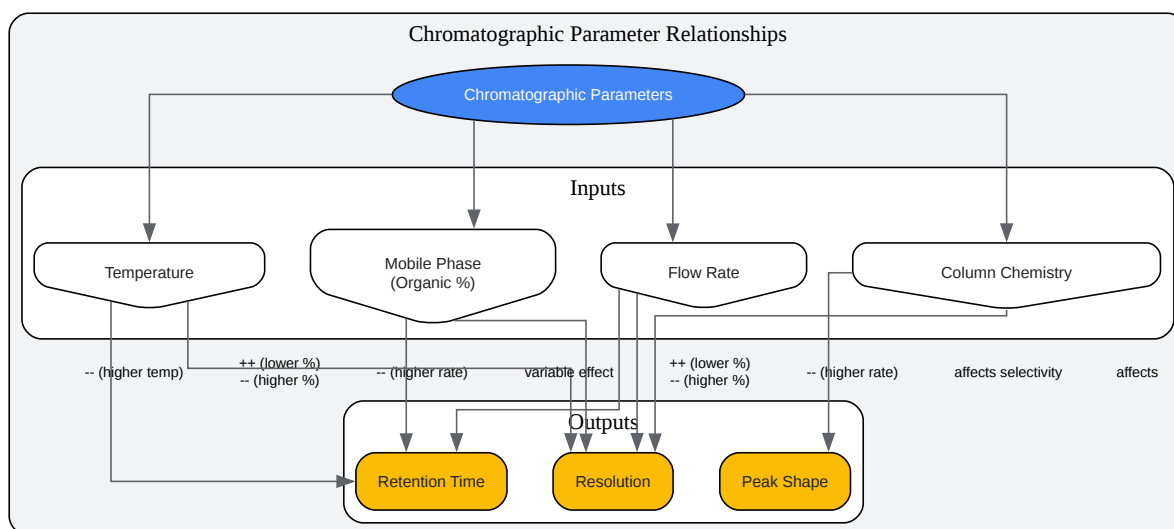 Chromatographic Parameter Relationships
Chromatographic Parameters
Inputs
Temperature
Mobile Phase
(Organic %)
Flow Rate
Column Chemistry
-- (higher temp)
++ (lower %)
-- (higher %)
-- (higher rate)
variable effect
++ (lower %)
-- (higher %)
-- (higher rate)
affects selectivity
affects
Outputs
Retention Time
Resolution
Peak Shape